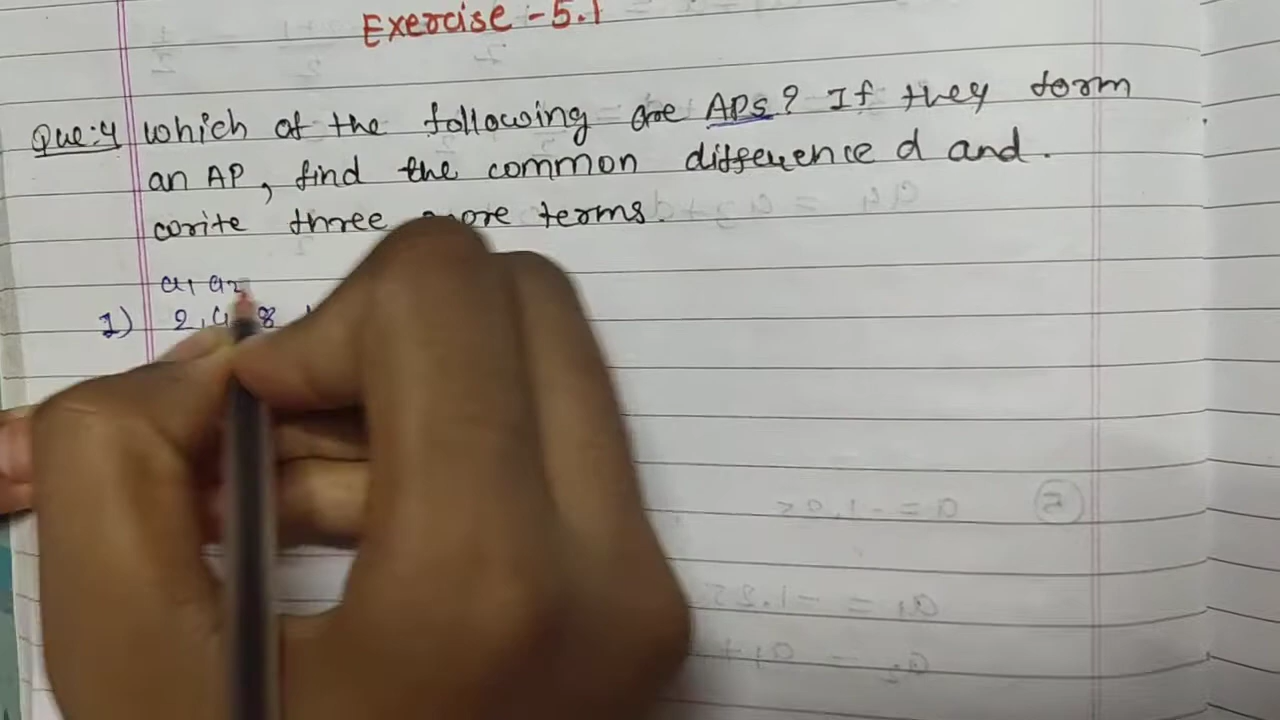 Exercise - 5.1
Que:4 which of the following are APs? If they form
an AP, find the common difference d and.
write three more terms.
a1 a2
1) 2, 4, 8